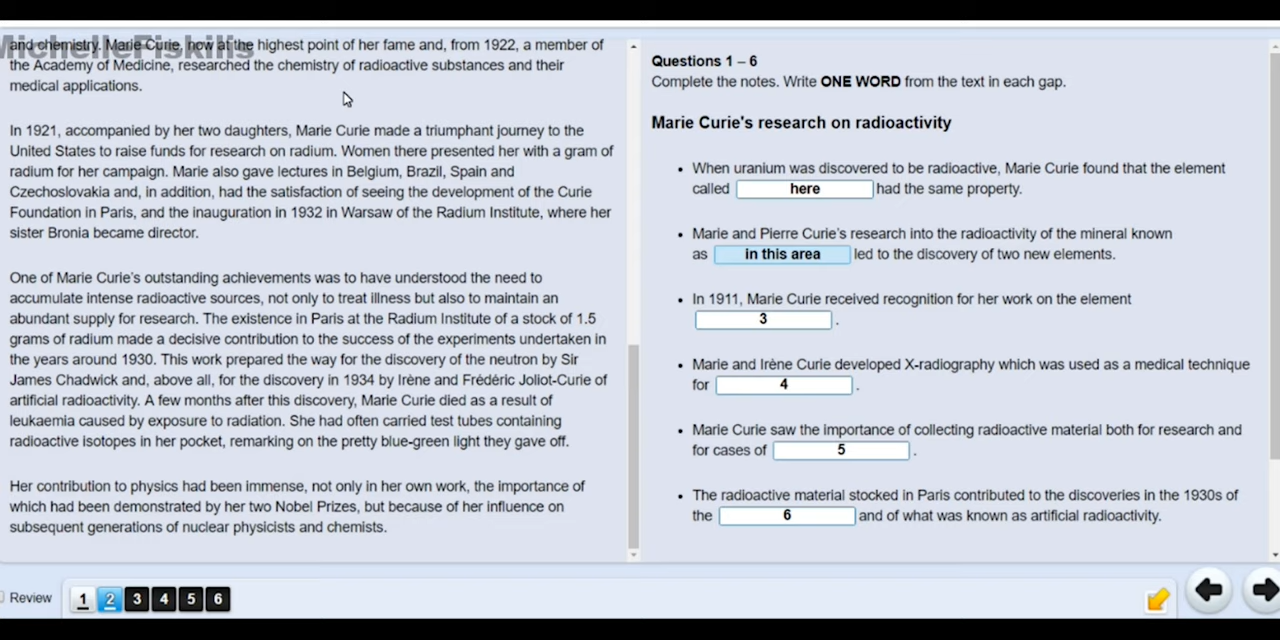 MichelleFiskilis
and chemistry. Marie Curie, now at the highest point of her fame and, from 1922, a member of
the Academy of Medicine, researched the chemistry of radioactive substances and their
medical applications.
In 1921, accompanied by her two daughters, Marie Curie made a triumphant journey to the
United States to raise funds for research on radium. Women there presented her with a gram of
radium for her campaign. Marie also gave lectures in Belgium, Brazil, Spain and
Czechoslovakia and, in addition, had the satisfaction of seeing the development of the Curie
Foundation in Paris, and the inauguration in 1932 in Warsaw of the Radium Institute, where her
sister Bronia became director.
One of Marie Curie's outstanding achievements was to have understood the need to
accumulate intense radioactive sources, not only to treat illness but also to maintain an
abundant supply for research. The existence in Paris at the Radium Institute of a stock of 1.5
grams of radium made a decisive contribution to the success of the experiments undertaken in
the years around 1930. This work prepared the way for the discovery of the neutron by Sir
James Chadwick and, above all, for the discovery in 1934 by Irène and Frédéric Joliot-Curie of
artificial radioactivity. A few months after this discovery, Marie Curie died as a result of
leukaemia caused by exposure to radiation. She had often carried test tubes containing
radioactive isotopes in her pocket, remarking on the pretty blue-green light they gave off.
Her contribution to physics had been immense, not only in her own work, the importance of
which had been demonstrated by her two Nobel Prizes, but because of her influence on
subsequent generations of nuclear physicists and chemists.
Questions 1 – 6
Complete the notes. Write ONE WORD from the text in each gap.
Marie Curie's research on radioactivity
• When uranium was discovered to be radioactive, Marie Curie found that the element
called here had the same property.
• Marie and Pierre Curie's research into the radioactivity of the mineral known
as in this area led to the discovery of two new elements.
• In 1911, Marie Curie received recognition for her work on the element
3 .
• Marie and Irène Curie developed X-radiography which was used as a medical technique
for 4 .
• Marie Curie saw the importance of collecting radioactive material both for research and
for cases of 5 .
• The radioactive material stocked in Paris contributed to the discoveries in the 1930s of
the 6 and of what was known as artificial radioactivity.
Review 1 2 3 4 5 6